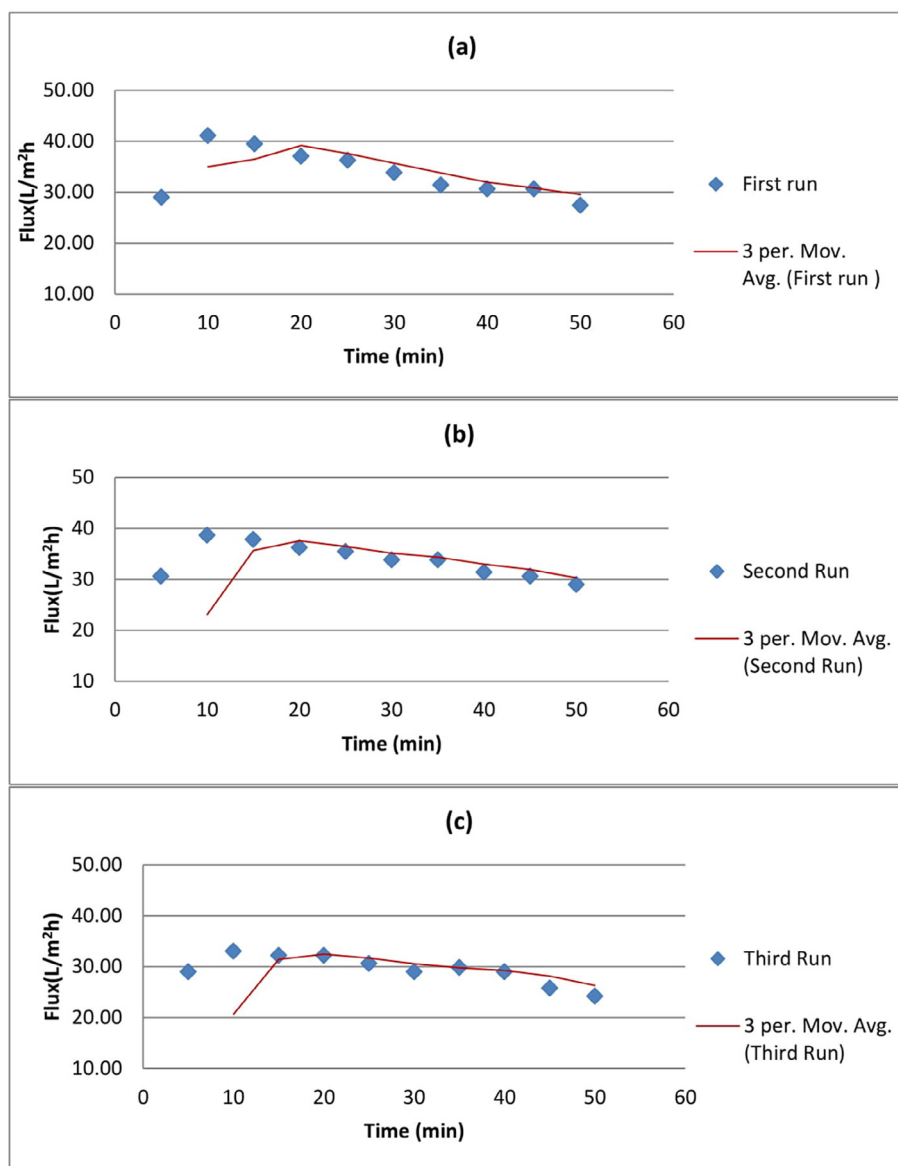 (a)
50.00
40.00
30.00
20.00
10.00
Flux(L/m²h
0 10 20 30 40 50 60
Time (min)
First run
3 per. Mov.
Avg. (First run )
(b)
50
40
30
20
10
Flux(L/m²h)
0 10 20 30 40 50 60
Time (min)
Second Run
3 per. Mov. Avg.
(Second Run)
(c)
50.00
40.00
30.00
20.00
10.00
Flux(L/m²h)
0 10 20 30 40 50 60
Time (min)
Third Run
3 per. Mov. Avg.
(Third Run)